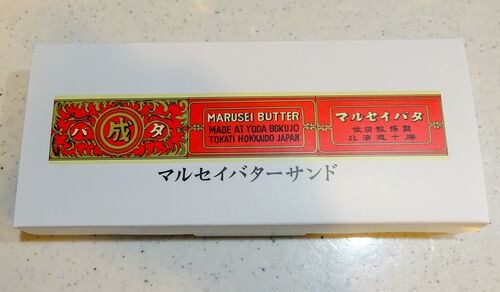 バ 成 タ
MARUSEI BUTTER
MADE AT YODA BOKUJO
TOKATI HOKKAIDO JAPAN
マルセイバタ
依田牧場製
北海道十勝
マルセイバターサンド